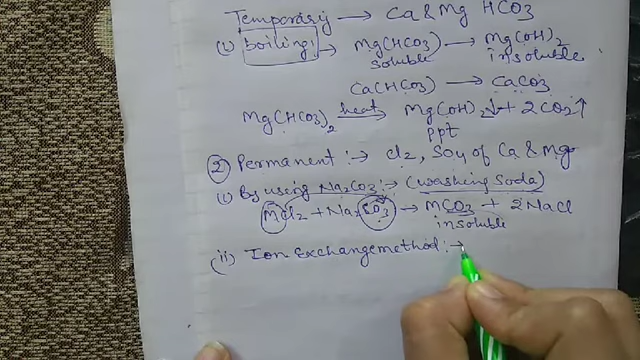 Temporary → Ca & Mg HCO3
(i) boiling: → Mg(HCO3) → Mg(OH)2
soluble insoluble
Ca(HCO3) → CaCO3
Mg(HCO3)2 heat→ Mg(OH)2↓ + 2CO2↑
ppt
(2) Permanent :→ Cl2, SO4 of Ca & Mg
(i) By using Na2CO3 :→ (washing Soda)
MCl2 + Na2CO3 → MCO3 + 2NaCl
insoluble
(ii) Ion Exchange method :→